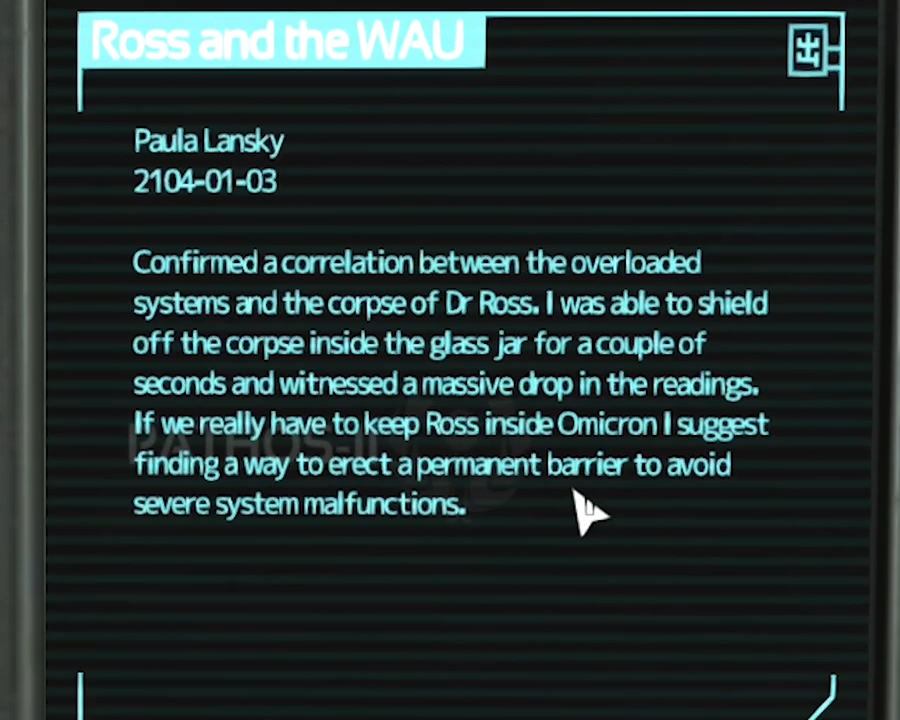 Ross and the WAU
Paula Lansky
2104-01-03
Confirmed a correlation between the overloaded
systems and the corpse of Dr Ross. I was able to shield
off the corpse inside the glass jar for a couple of
seconds and witnessed a massive drop in the readings.
If we really have to keep Ross inside Omicron I suggest
PATHOS-II
finding a way to erect a permanent barrier to avoid
severe system malfunctions.